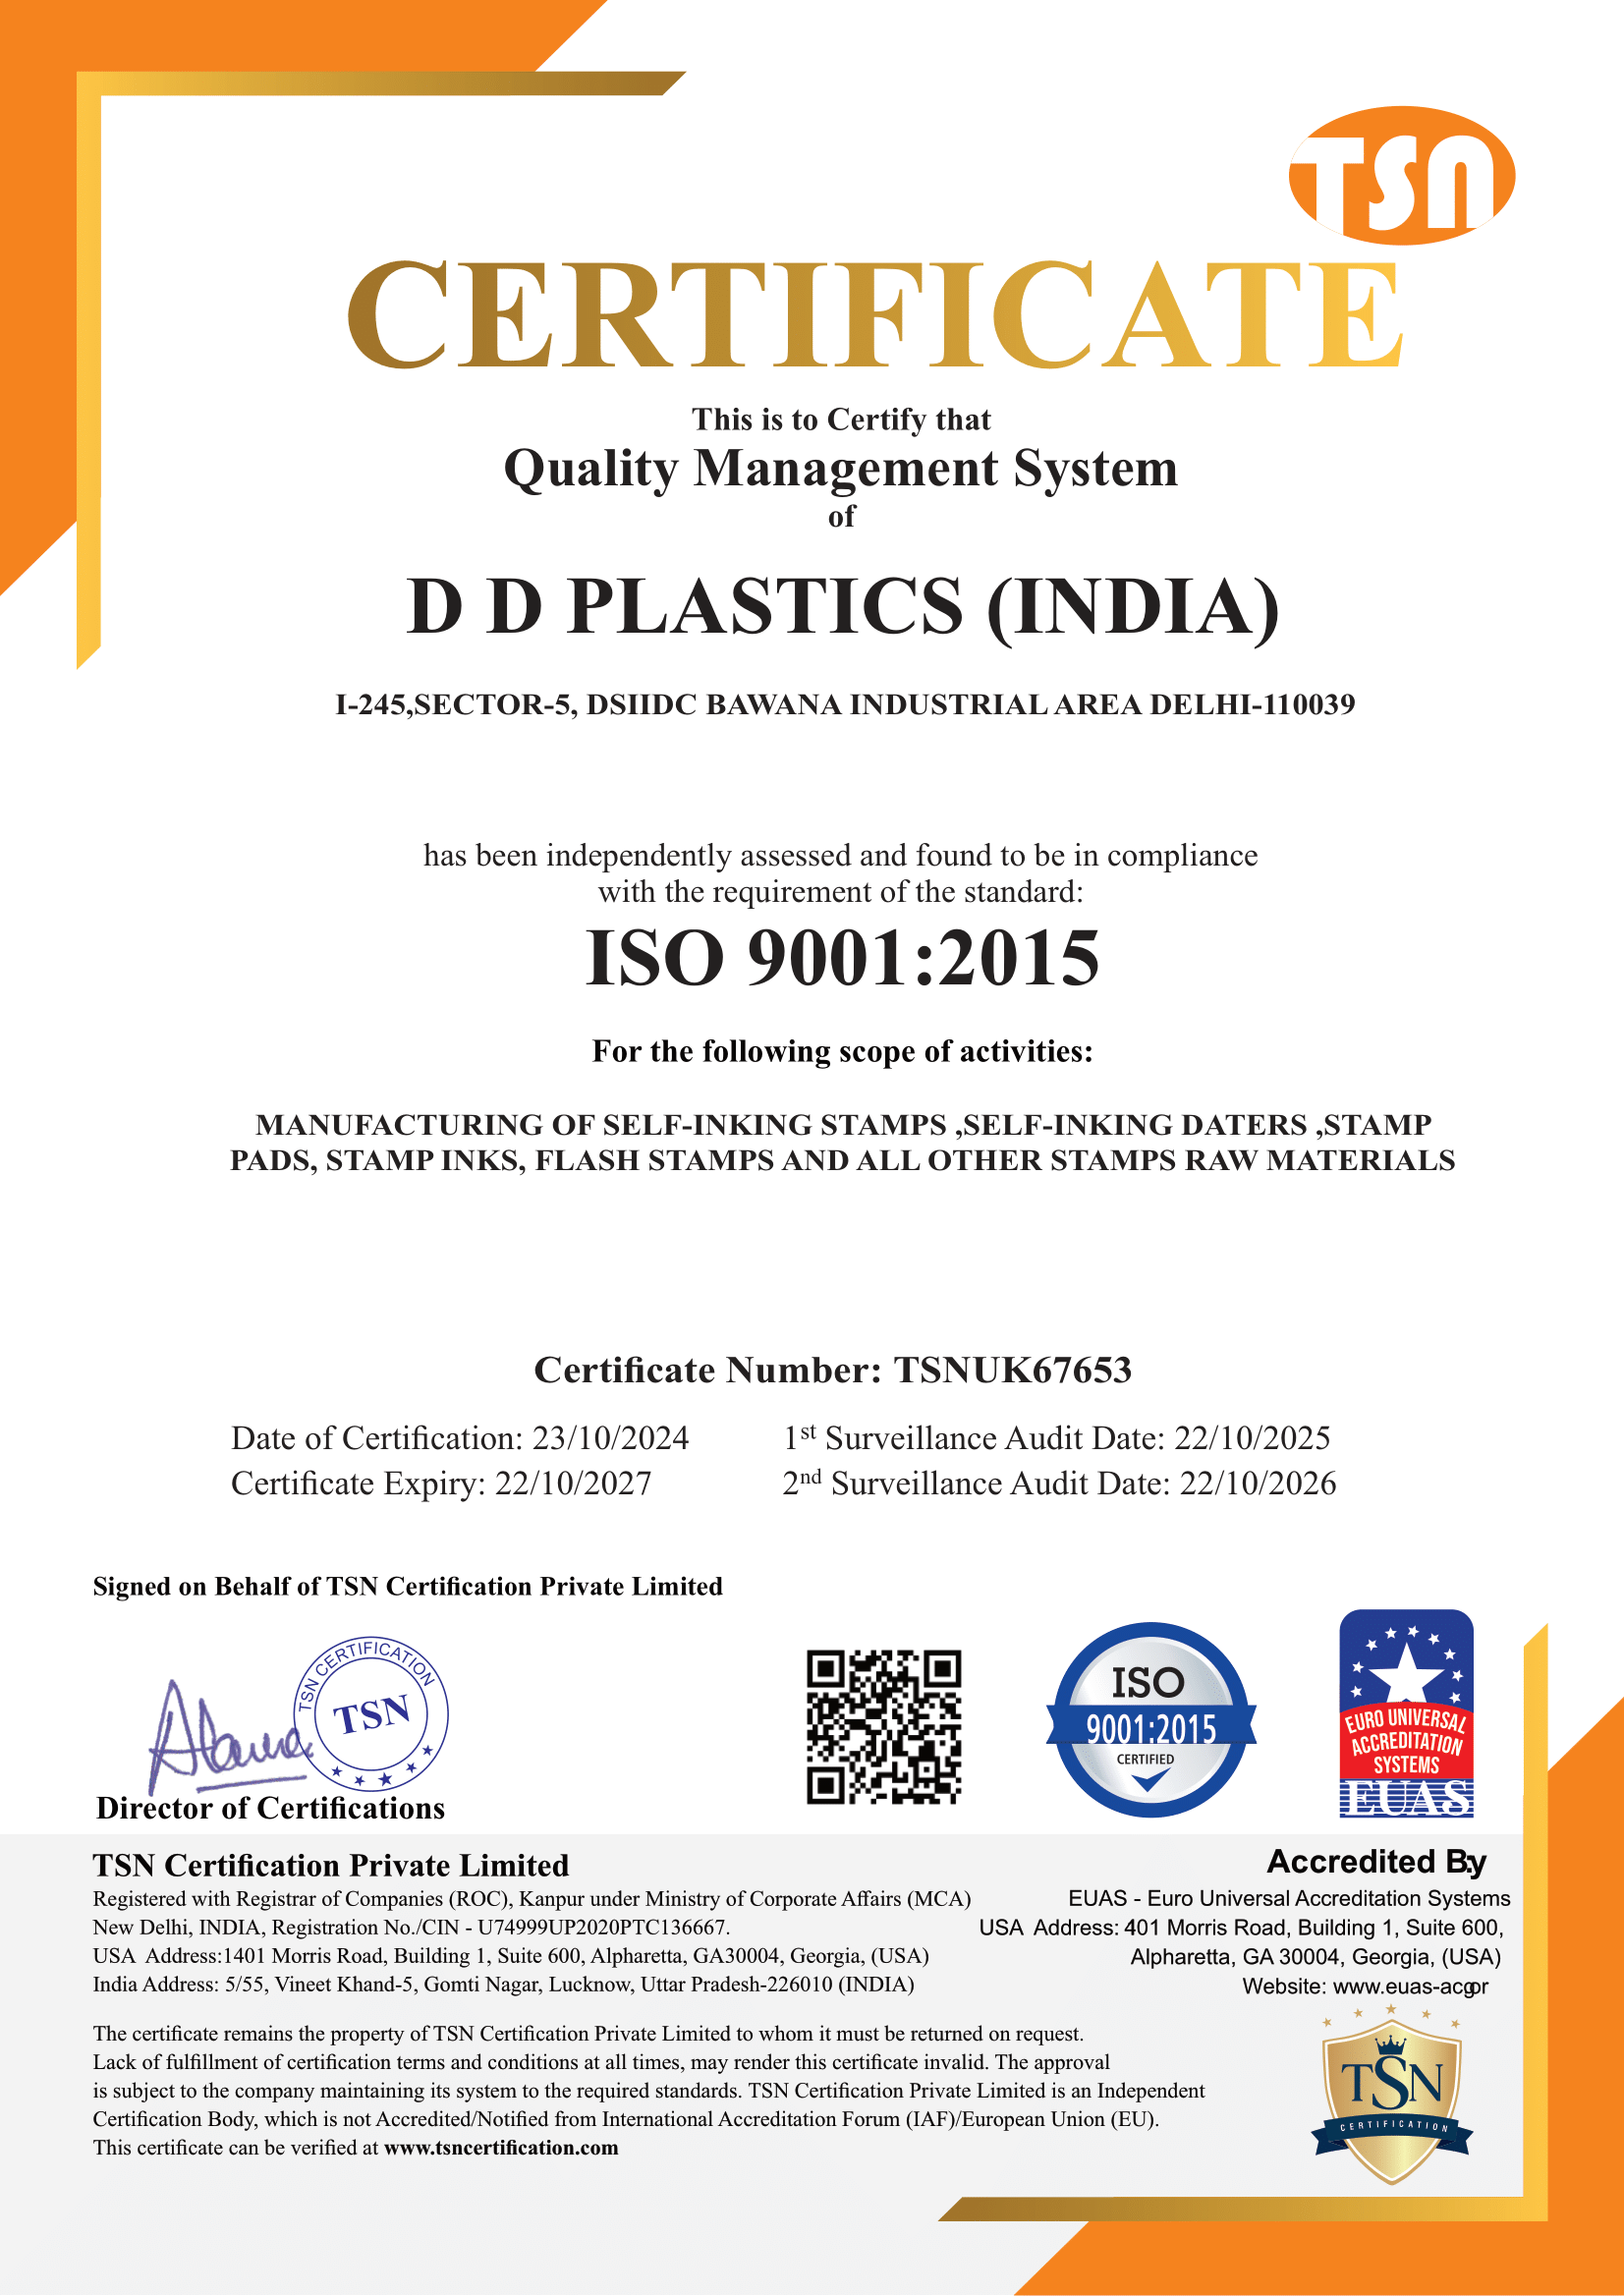 TSN
CERTIFICATE
This is to Certify that
Quality Management System
of
D D PLASTICS (INDIA)
I-245,SECTOR-5, DSIIDC BAWANA INDUSTRIAL AREA DELHI-110039
has been independently assessed and found to be in compliance
with the requirement of the standard:
ISO 9001:2015
For the following scope of activities:
MANUFACTURING OF SELF-INKING STAMPS ,SELF-INKING DATERS ,STAMP
PADS, STAMP INKS, FLASH STAMPS AND ALL OTHER STAMPS RAW MATERIALS
Certificate Number: TSNUK67653
Date of Certification: 23/10/2024
1st Surveillance Audit Date: 22/10/2025
Certificate Expiry: 22/10/2027
2nd Surveillance Audit Date: 22/10/2026
Signed on Behalf of TSN Certification Private Limited
TSN CERTIFICATION
TSN
Director of Certifications
ISO
9001:2015
CERTIFIED
EURO UNIVERSAL
ACCREDITATION
SYSTEMS
EUAS
TSN Certification Private Limited
Registered with Registrar of Companies (ROC), Kanpur under Ministry of Corporate Affairs (MCA)
New Delhi, INDIA, Registration No./CIN - U74999UP2020PTC136667.
USA Address:1401 Morris Road, Building 1, Suite 600, Alpharetta, GA30004, Georgia, (USA)
India Address: 5/55, Vineet Khand-5, Gomti Nagar, Lucknow, Uttar Pradesh-226010 (INDIA)
Accredited By
EUAS - Euro Universal Accreditation Systems
USA Address: 401 Morris Road, Building 1, Suite 600,
Alpharetta, GA 30004, Georgia, (USA)
Website:
The certificate remains the property of TSN Certification Private Limited to whom it must be returned on request.
Lack of fulfillment of certification terms and conditions at all times, may render this certificate invalid. The approval
is subject to the company maintaining its system to the required standards. TSN Certification Private Limited is an Independent
Certification Body, which is not Accredited/Notified from International Accreditation Forum (IAF)/European Union (EU).
This certificate can be verified at www.tsncertification.com
TSN
CERTIFICATION